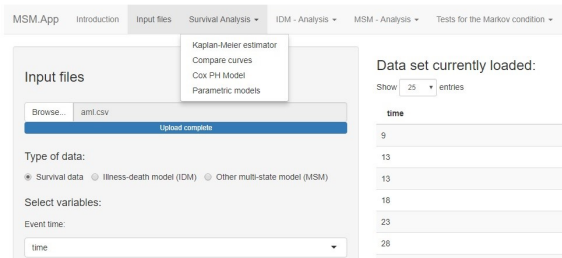 MSM.App Introduction Input files Survival Analysis IDM - Analysis MSM - Analysis Tests for the Markov condition
Kaplan-Meier estimator
Compare curves
Cox PH Model
Parametric models
Input files
Browse... aml.csv
Upload complete
Type of data:
Survival data Illness-death model (IDM) Other multi-state model (MSM)
Select variables:
Event time:
time
Data set currently loaded:
Show 25 entries
time
9
13
13
18
23
28